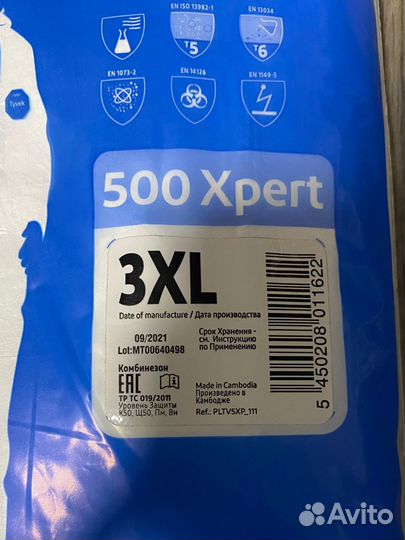 EN ISO 13982-1
EN 13034
T5
T6
EN 1073-2
EN 14126
EN 1149-5
Tyvek
500 Xpert
3XL
Date of manufacture / Дата производства
09/2021
Lot:MT00640498
Срок Хранения -
см. Инструкцию
по Применению
Комбинезон
EAC
ТР ТС 019/2011
Уровень Защиты
К50, Щ50, Пм, Вн
Made in Cambodia
Произведено в
Камбодже
Ref.: PLTV5XP_111
5 450208 011622
Avito